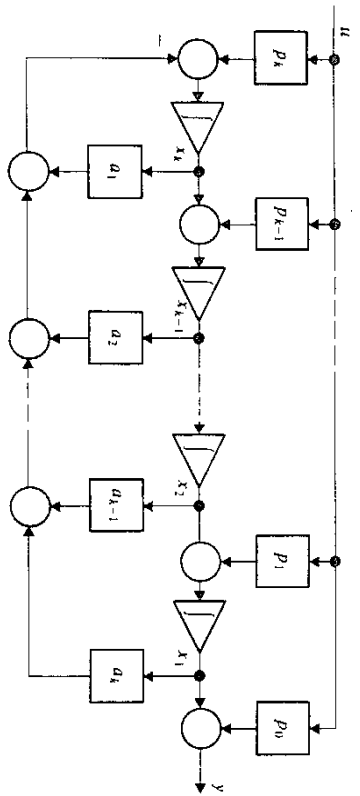 u
p_k
p_{k-1}
p_1
p_0
−
∫
x_k
∫
x_{k-1}
∫
x_2
∫
x_1
y
a_1
a_2
a_{k-1}
a_k